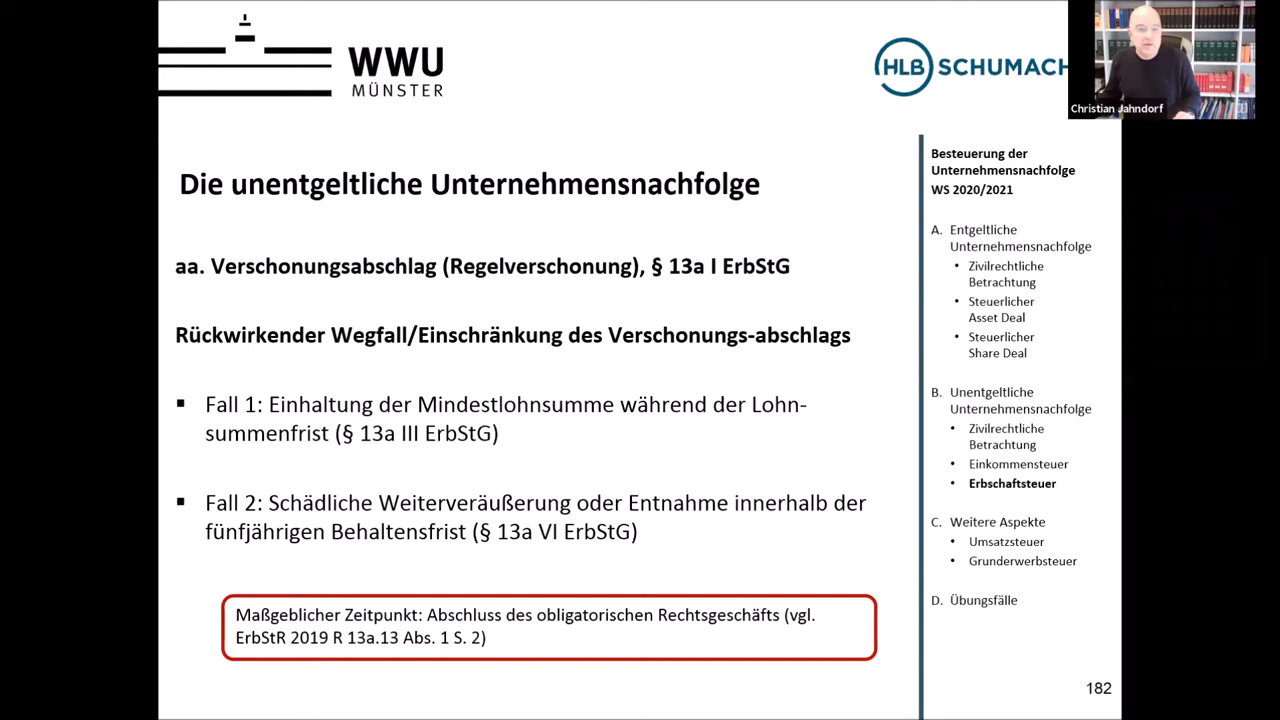 WWU
MÜNSTER
HLB SCHUMACH
Christian Jahndorf
Die unentgeltliche Unternehmensnachfolge
aa. Verschonungsabschlag (Regelverschonung), § 13a I ErbStG
Rückwirkender Wegfall/Einschränkung des Verschonungs-abschlags
▪ Fall 1: Einhaltung der Mindestlohnsumme während der Lohn-
summenfrist (§ 13a III ErbStG)
▪ Fall 2: Schädliche Weiterveräußerung oder Entnahme innerhalb der
fünfjährigen Behaltensfrist (§ 13a VI ErbStG)
Maßgeblicher Zeitpunkt: Abschluss des obligatorischen Rechtsgeschäfts (vgl.
ErbStR 2019 R 13a.13 Abs. 1 S. 2)
Besteuerung der
Unternehmensnachfolge
WS 2020/2021
A. Entgeltliche
Unternehmensnachfolge
• Zivilrechtliche
Betrachtung
• Steuerlicher
Asset Deal
• Steuerlicher
Share Deal
B. Unentgeltliche
Unternehmensnachfolge
• Zivilrechtliche
Betrachtung
• Einkommensteuer
• Erbschaftsteuer
C. Weitere Aspekte
• Umsatzsteuer
• Grunderwerbsteuer
D. Übungsfälle
182